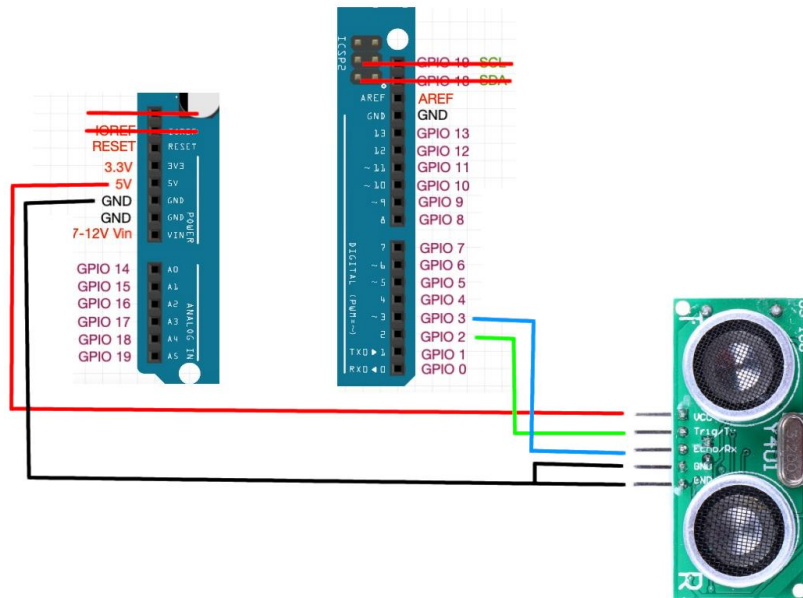 IOREF
RESET RESET
3.3V 3V3
5V 5V
GND GND
GND GND
7-12V Vin VIN
POWER
GPIO 14 A0
GPIO 15 A1
GPIO 16 A2
GPIO 17 A3
GPIO 18 A4
GPIO 19 A5
ANALOG IN
ICSP2
GPIO 19 SCL
GPIO 18 SDA
AREF AREF
GND GND
13 GPIO 13
12 GPIO 12
~11 GPIO 11
~10 GPIO 10
~9 GPIO 9
8 GPIO 8
7 GPIO 7
~6 GPIO 6
~5 GPIO 5
4 GPIO 4
~3 GPIO 3
2 GPIO 2
TX0 ▶ 1 GPIO 1
RX0 ◀ 0 GPIO 0
DIGITAL (PWM=~)
T
VCC
Trig/Tx
Echo/Rx
GND
GND
Y4UI
R